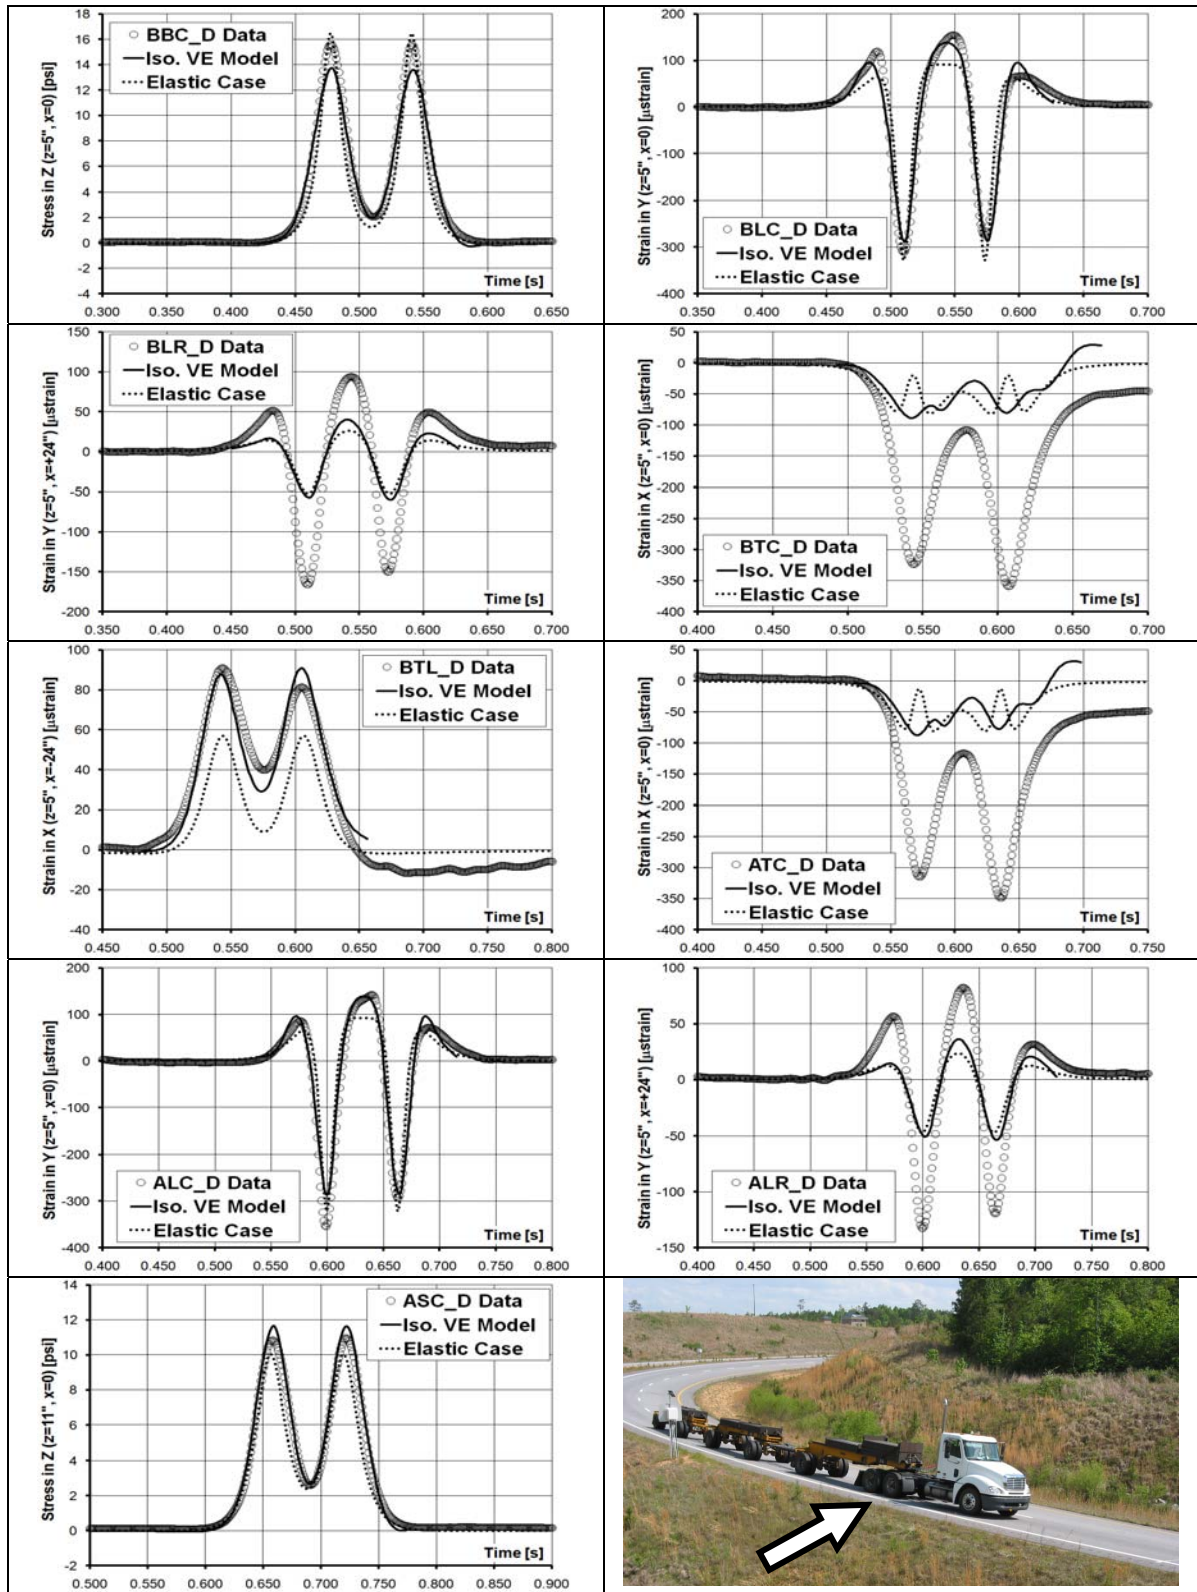 18
16
14
12
10
8
6
4
2
0
-2
-4
Stress in Z (z=5", x=0) [psi]
BBC_D Data
Iso. VE Model
Elastic Case
Time [s]
0.300 0.350 0.400 0.450 0.500 0.550 0.600 0.650
200
100
0
-100
-200
-300
-400
Strain in Y (z=5", x=0) [µstrain]
BLC_D Data
Iso. VE Model
Elastic Case
Time [s]
0.350 0.400 0.450 0.500 0.550 0.600 0.650 0.700
150
100
50
0
-50
-100
-150
-200
Strain in Y (z=5", x=+24") [µstrain]
BLR_D Data
Iso. VE Model
Elastic Case
Time [s]
0.350 0.400 0.450 0.500 0.550 0.600 0.650 0.700
50
0
-50
-100
-150
-200
-250
-300
-350
-400
Strain in X (z=5", x=0) [µstrain]
BTC_D Data
Iso. VE Model
Elastic Case
Time [s]
0.400 0.450 0.500 0.550 0.600 0.650 0.700
100
80
60
40
20
0
-20
-40
Strain in X (z=5", x=-24") [µstrain]
BTL_D Data
Iso. VE Model
Elastic Case
Time [s]
0.450 0.500 0.550 0.600 0.650 0.700 0.750 0.800
50
0
-50
-100
-150
-200
-250
-300
-350
-400
Strain in X (z=5", x=0) [µstrain]
ATC_D Data
Iso. VE Model
Elastic Case
Time [s]
0.400 0.450 0.500 0.550 0.600 0.650 0.700 0.750
200
100
0
-100
-200
-300
-400
Strain in Y (z=5", x=0) [µstrain]
ALC_D Data
Iso. VE Model
Elastic Case
Time [s]
0.400 0.450 0.500 0.550 0.600 0.650 0.700 0.750 0.800
100
50
0
-50
-100
-150
Strain in Y (z=5", x=+24") [µstrain]
ALR_D Data
Iso. VE Model
Elastic Case
Time [s]
0.400 0.450 0.500 0.550 0.600 0.650 0.700 0.750 0.800
14
12
10
8
6
4
2
0
-2
Stress in Z (z=11", x=0) [psi]
ASC_D Data
Iso. VE Model
Elastic Case
Time [s]
0.500 0.550 0.600 0.650 0.700 0.750 0.800 0.850 0.900